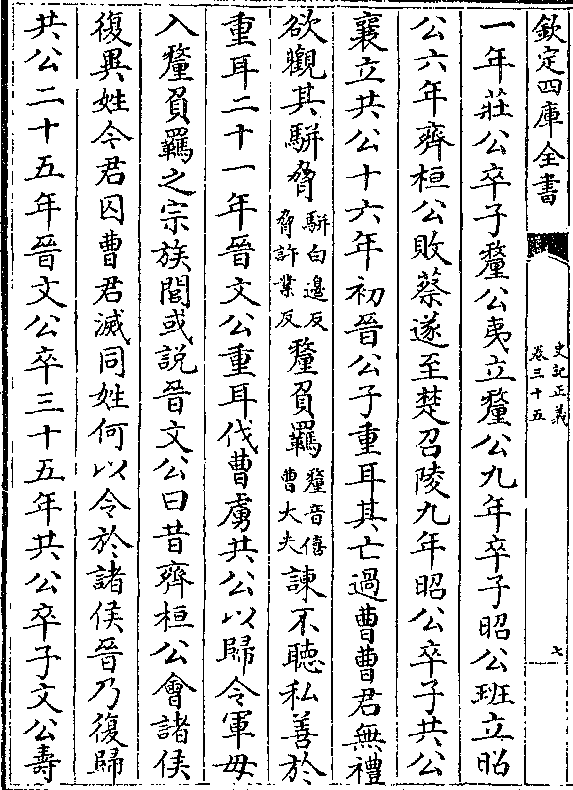 欽定四庫全書
史記正義
卷三十五
七
一年莊公卒子釐公夷立釐公九年卒子昭公班立昭
公六年齊桓公敗蔡遂至楚召陵九年昭公卒子共公
襄立共公十六年初晉公子重耳其亡過曹曹君無禮
欲觀其駢脅駢白邊反脅許業反釐負羈釐音僖曹大夫諫不聽私善於
重耳二十一年晉文公重耳伐曹虜共公以歸令軍毋
入釐負羈之宗族閭或說晉文公曰昔齊桓公會諸侯
復異姓今君囚曹君滅同姓何以令於諸侯晉乃復歸
共公二十五年晉文公卒三十五年共公卒子文公壽